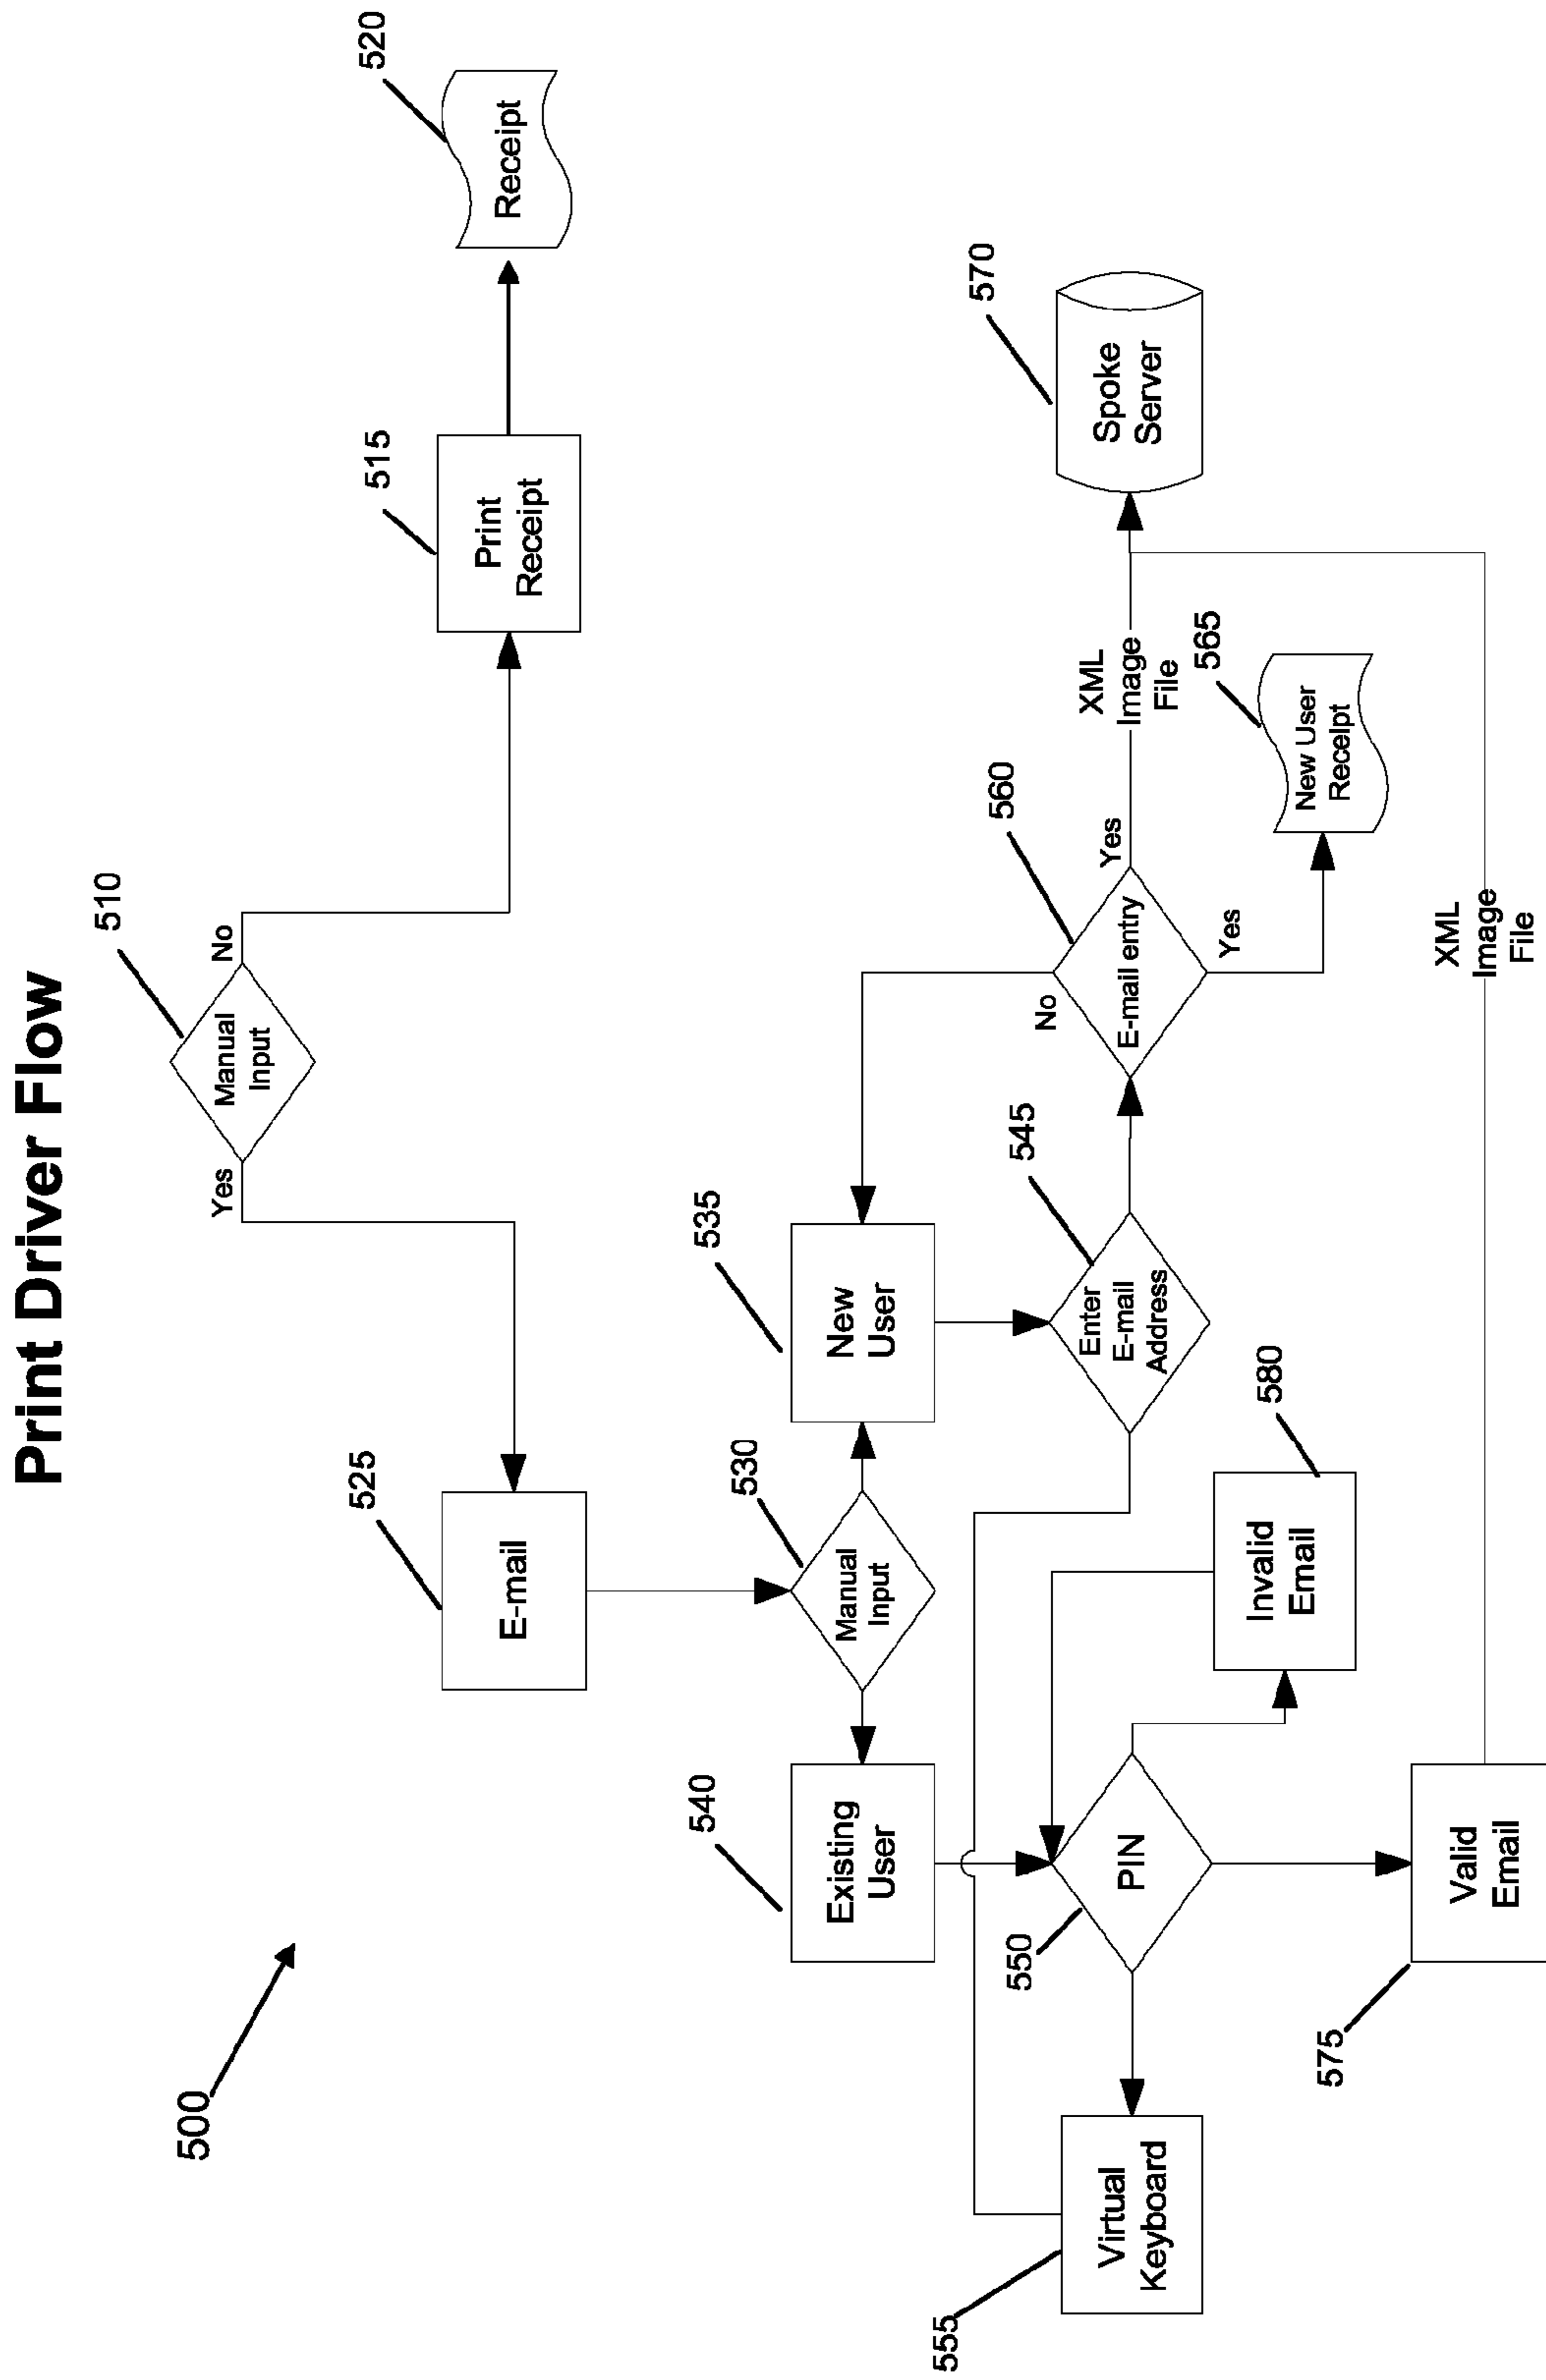 Print Driver Flow
500
510
Manual
Input
Yes
No
525
E-mail
515
Print
Receipt
520
Receipt
530
Manual
Input
540
Existing
User
535
New
User
550
PIN
545
Enter
E-mail
Address
560
E-mail entry
No
Yes
Yes
XML
Image
File
570
Spoke
Server
555
Virtual
Keyboard
580
Invalid
Email
565
New User
Receipt
575
Valid
Email
XML
Image
File